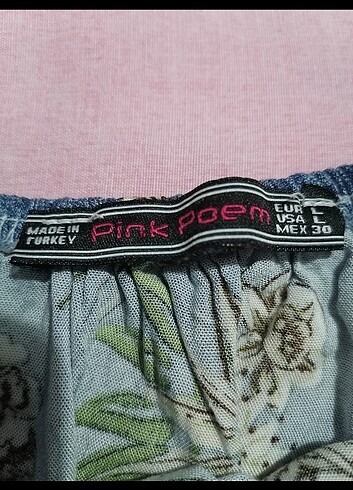 MADE IN
TURKEY
Pink Poem
EUR L
USA L
MEX 30